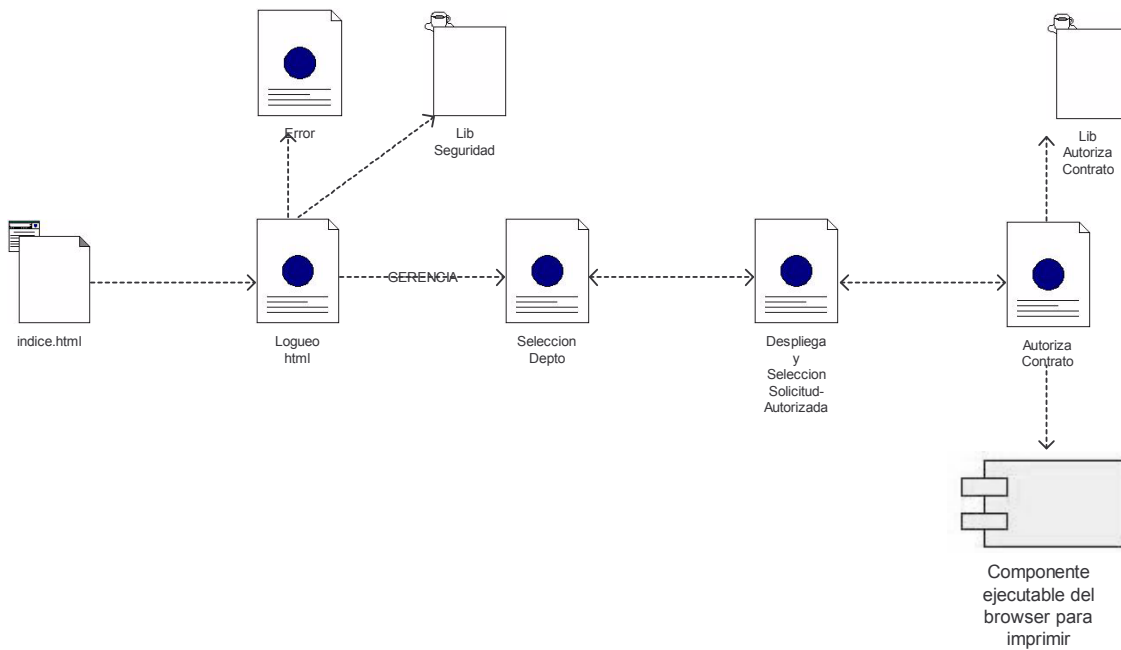 Error
Lib
Seguridad
Lib
Autoriza
Contrato
GERENCIA
indice.html
Logueo
html
Seleccion
Depto
Despliega
y
Seleccion
Solicitud-
Autorizada
Autoriza
Contrato
Componente
ejecutable del
browser para
imprimir